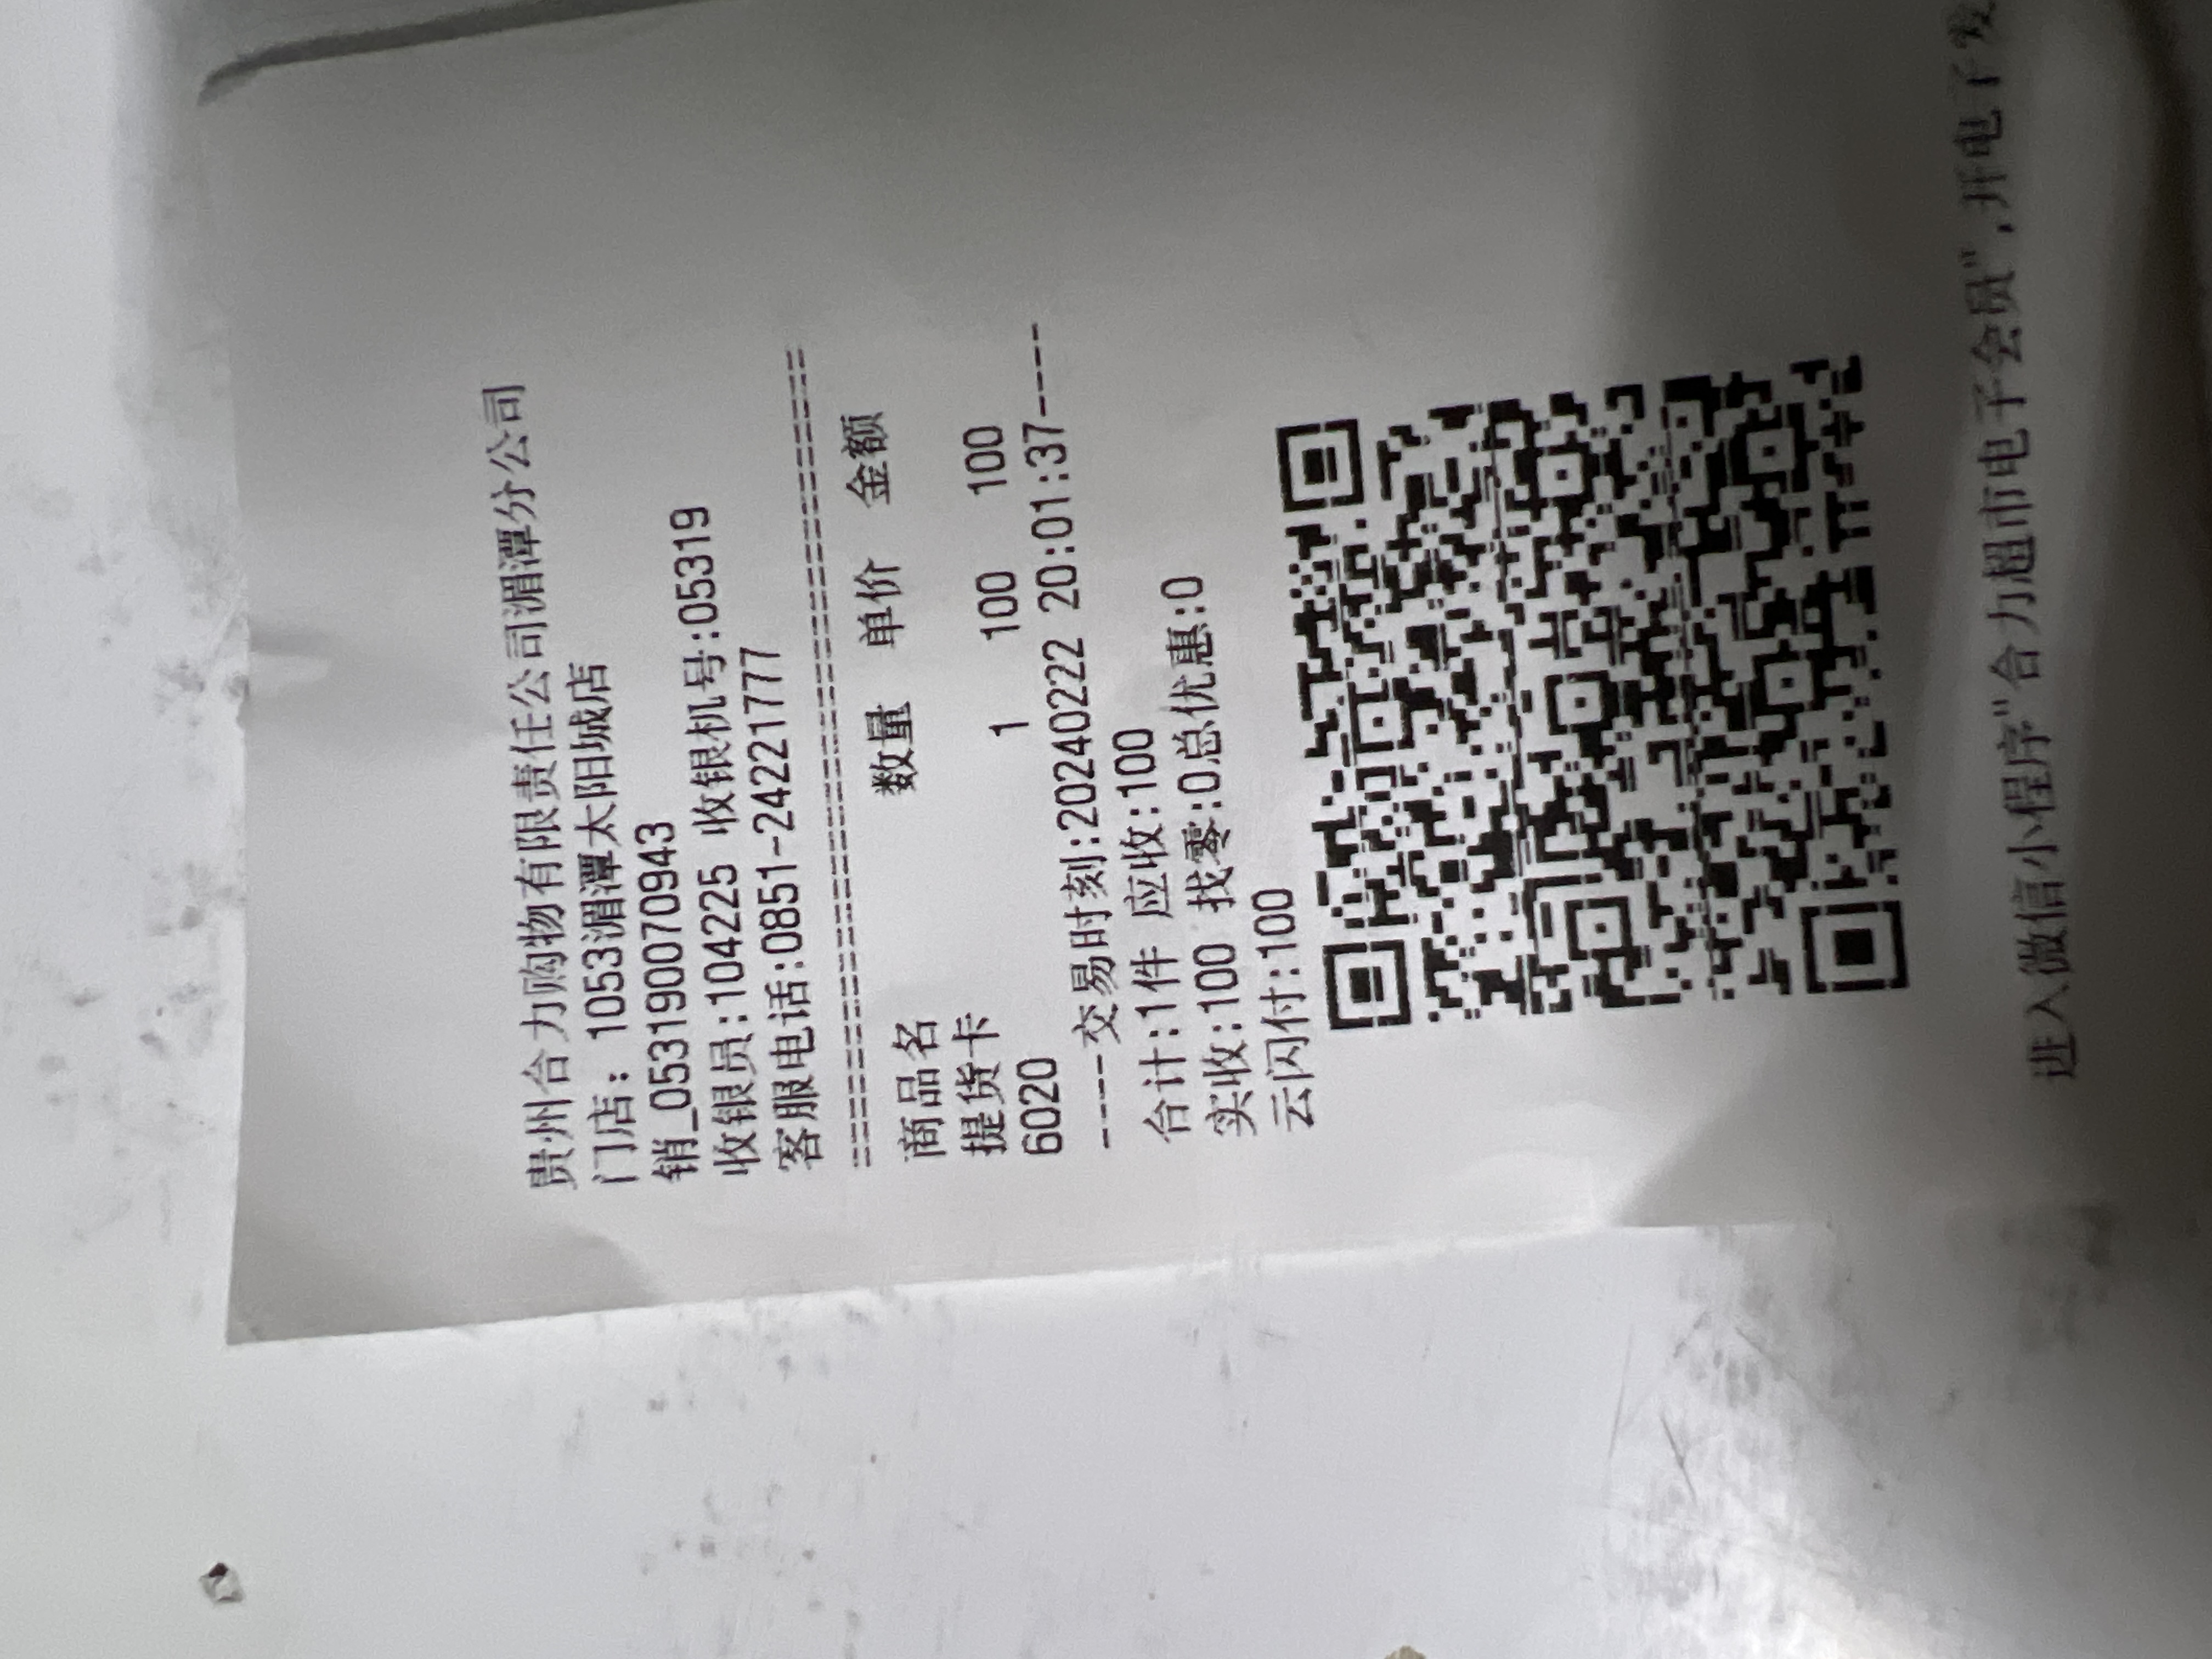 贵州合力购物有限责任公司湄潭分公司
门店：1053湄潭太阳城店
销_053190070943
收银员:104225 收银机号:05319
客服电话:0851-24221777
==========================================
商品名 数量 单价 金额
提货卡
6020 1 100 100
-----交易时刻:20240222 20:01:37-----
合计:1件 应收:100
实收:100 找零:0总优惠:0
云闪付:100
进入微信小程序"合力超市电子会员",开电子发